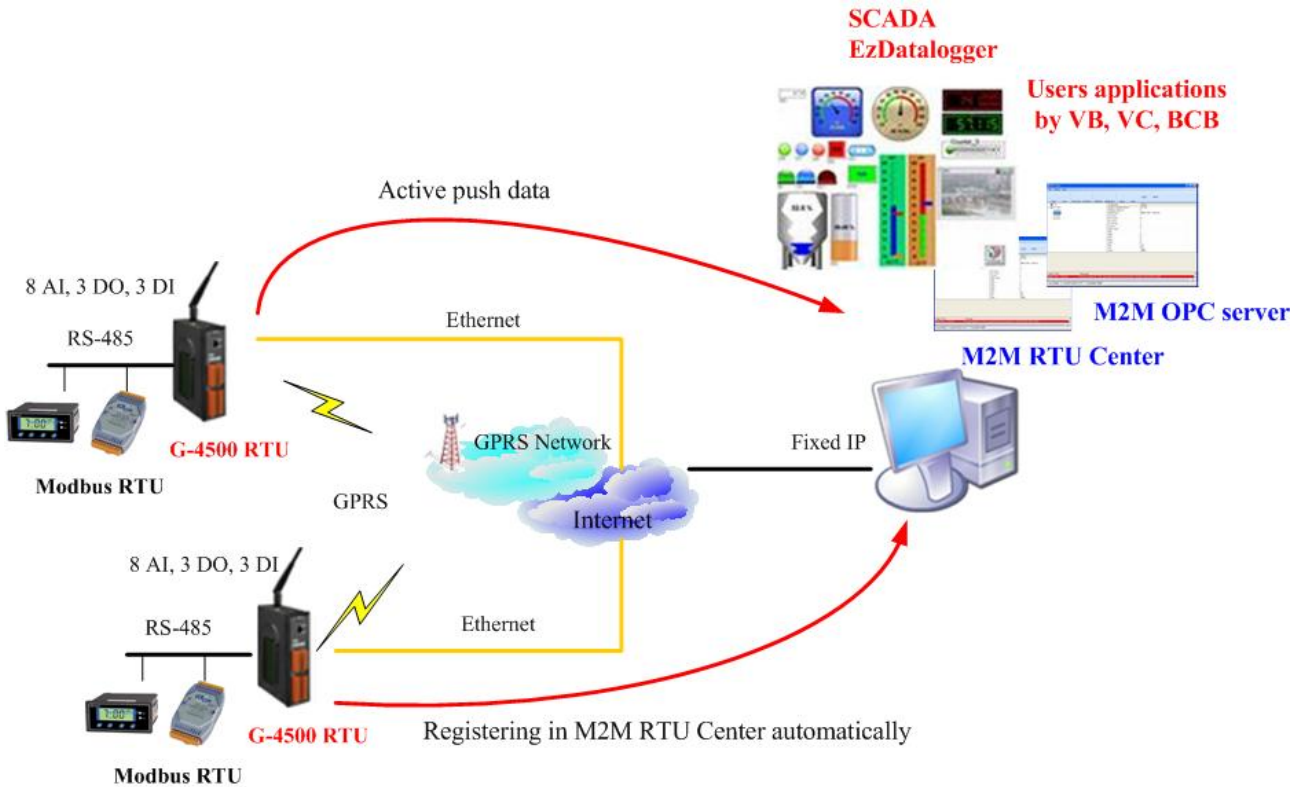 SCADA
EzDatalogger
Users applications
by VB, VC, BCB
Active push data
8 AI, 3 DO, 3 DI
RS-485
Ethernet
M2M OPC server
M2M RTU Center
G-4500 RTU
Modbus RTU
GPRS Network
Fixed IP
GPRS
Internet
8 AI, 3 DO, 3 DI
RS-485
Ethernet
G-4500 RTU
Registering in M2M RTU Center automatically
Modbus RTU